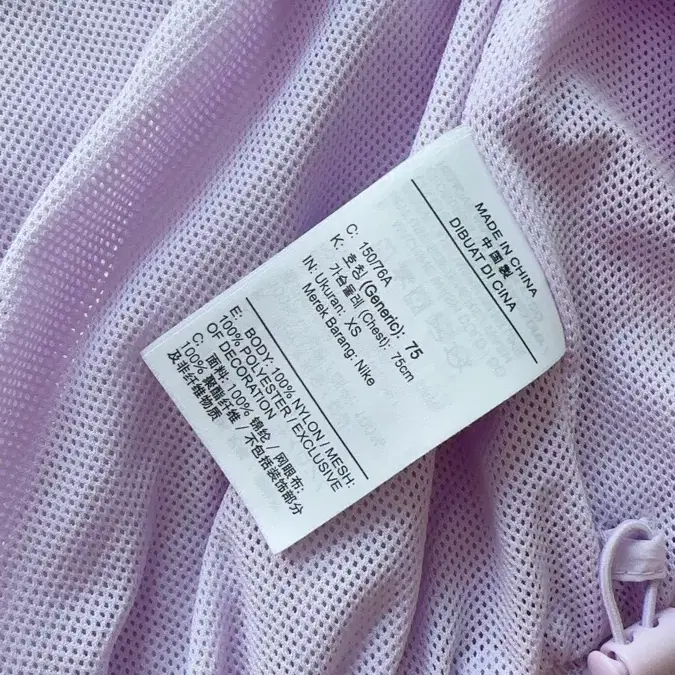 MADE IN CHINA
中国製
DIBUAT DI CINA
C: 150/76A
K: 호칭 (Generic): 75
가슴둘레 (Chest): 75cm
IN: Ukuran: XS
Merek Barang: Nike
E: BODY: 100% NYLON / MESH:
100% POLYESTER / EXCLUSIVE
OF DECORATION
C: 面料: 100% 锦纶 / 网眼布:
100% 聚酯纤维 / 不包括装饰部分
及非纤维物质